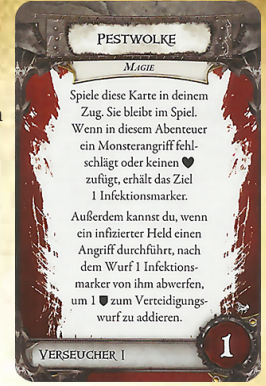 PESTWOLKE
MAGIE
Spiele diese Karte in deinem
Zug. Sie bleibt im Spiel.
Wenn in diesem Abenteuer
ein Monsterangriff fehl-
schlägt oder keinen ♥
zufügt, erhält das Ziel
1 Infektionsmarker.
Außerdem kannst du, wenn
ein infizierter Held einen
Angriff durchführt, nach
dem Wurf 1 Infektions-
marker von ihm abwerfen,
um 1 zum Verteidigungs-
wurf zu addieren.
VERSEUCHER I
1